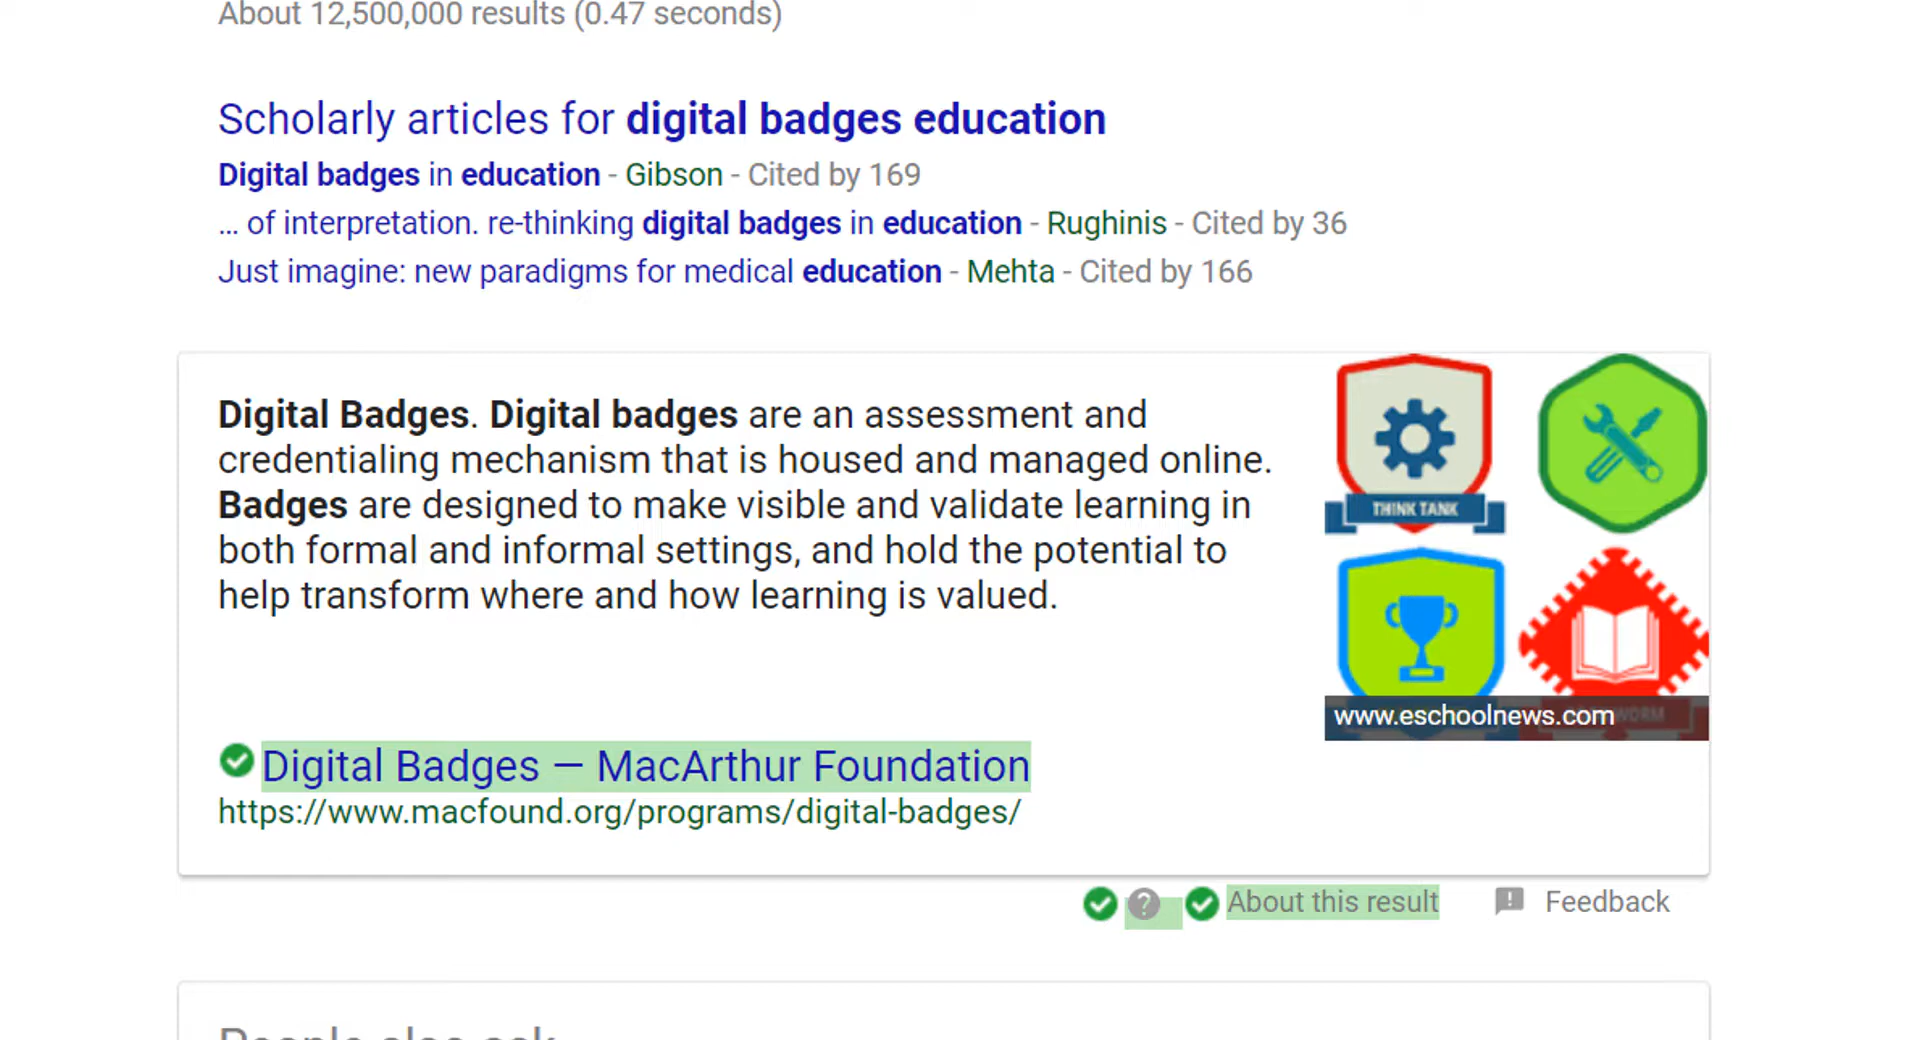 About 12,500,000 results (0.47 seconds)
Scholarly articles for digital badges education
Digital badges in education - Gibson - Cited by 169
... of interpretation. re-thinking digital badges in education - Rughinis - Cited by 36
Just imagine: new paradigms for medical education - Mehta - Cited by 166
Digital Badges. Digital badges are an assessment and
credentialing mechanism that is housed and managed online.
Badges are designed to make visible and validate learning in
both formal and informal settings, and hold the potential to
help transform where and how learning is valued.
THINK TANK
www.eschoolnews.com
Digital Badges — MacArthur Foundation
https://www.macfound.org/programs/digital-badges/
About this result
Feedback
People also ask